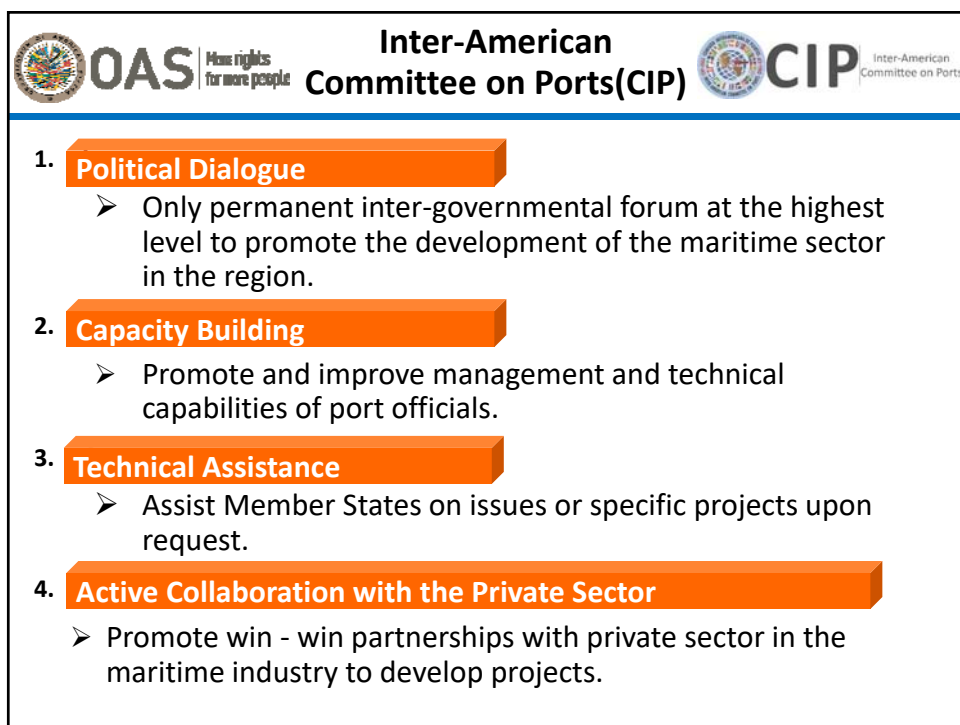 OAS
More rights
for more people
Inter-American
Committee on Ports(CIP)
CIP
Inter-American
Committee on Ports
1. Political Dialogue
➢ Only permanent inter-governmental forum at the highest
level to promote the development of the maritime sector
in the region.
2. Capacity Building
➢ Promote and improve management and technical
capabilities of port officials.
3. Technical Assistance
➢ Assist Member States on issues or specific projects upon
request.
4. Active Collaboration with the Private Sector
➢ Promote win - win partnerships with private sector in the
maritime industry to develop projects.